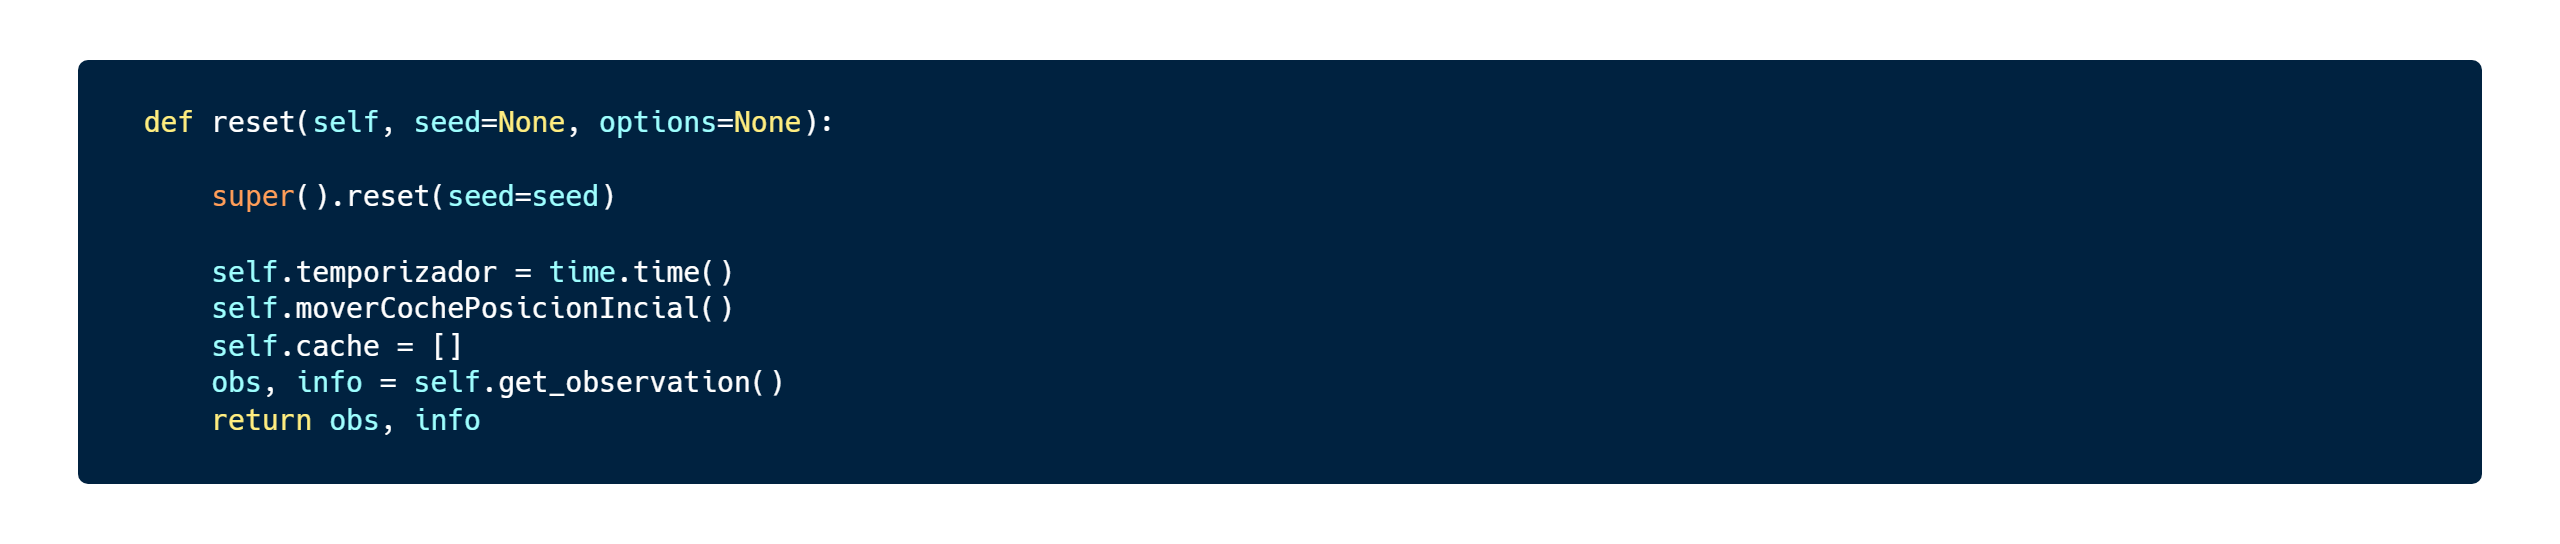 def reset(self, seed=None, options=None):
super().reset(seed=seed)
self.temporizador = time.time()
self.moverCochePosicionIncial()
self.cache = []
obs, info = self.get_observation()
return obs, info